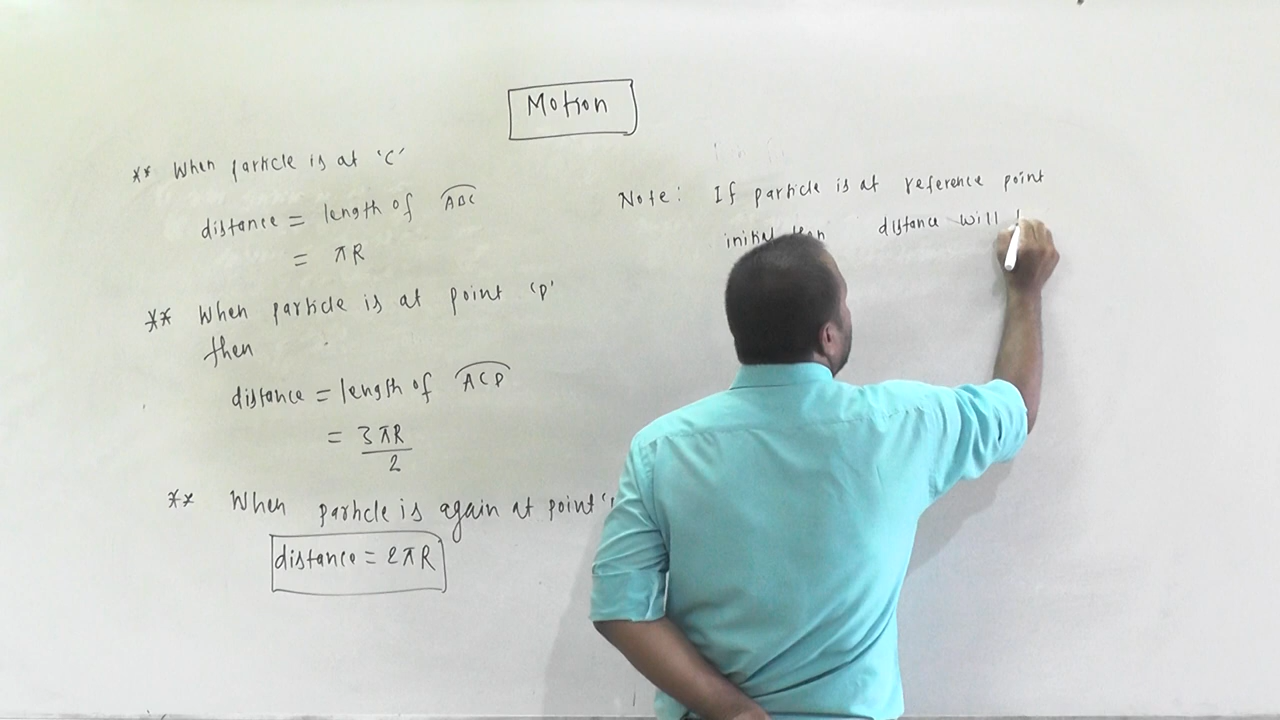 Motion
** When particle is at 'C'
distance = length of ABC
= πR
** When particle is at point 'D'
then
distance = length of ACD
= 3πR/2
** When particle is again at point '
distance = 2πR
Note: If particle is at reference point
distance will